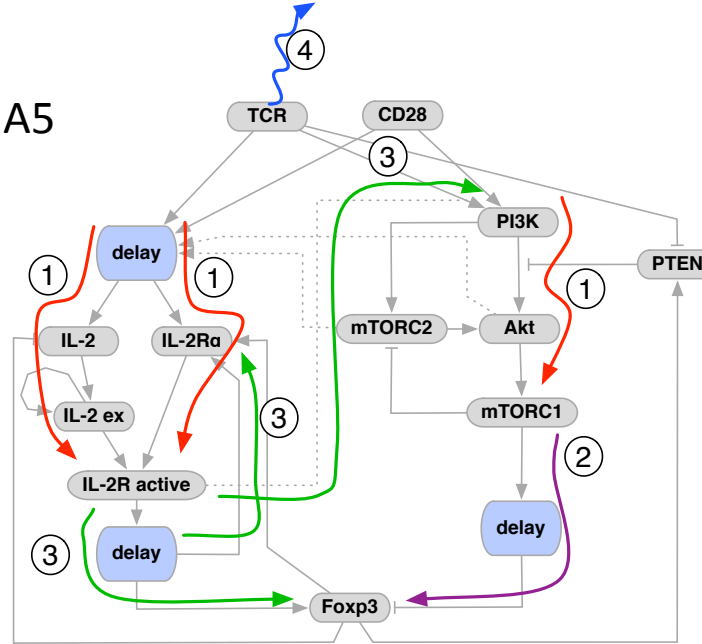 4
A5
TCR
CD28
3
PI3K
delay
PTEN
1
1
1
mTORC2
Akt
IL-2
IL-2Rα
IL-2 ex
mTORC1
3
2
IL-2R active
delay
delay
3
Foxp3